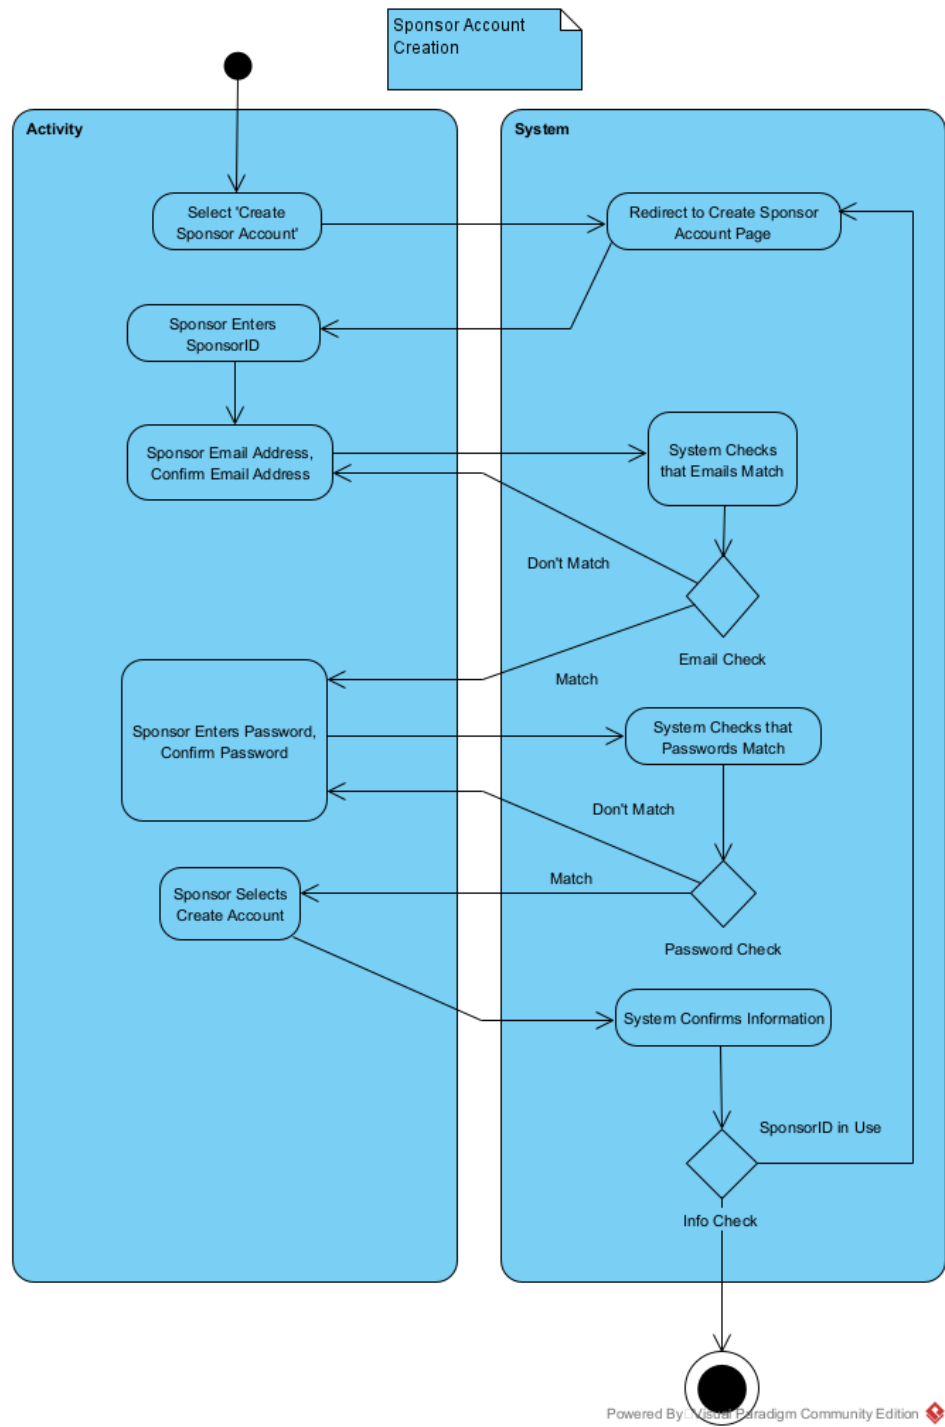 Sponsor Account
Creation
Activity
System
Select 'Create
Sponsor Account'
Redirect to Create Sponsor
Account Page
Sponsor Enters
SponsorID
Sponsor Email Address,
Confirm Email Address
System Checks
that Emails Match
Don't Match
Email Check
Match
Sponsor Enters Password,
Confirm Password
System Checks that
Passwords Match
Don't Match
Match
Sponsor Selects
Create Account
Password Check
System Confirms Information
SponsorID in Use
Info Check
Powered By Visual Paradigm Community Edition